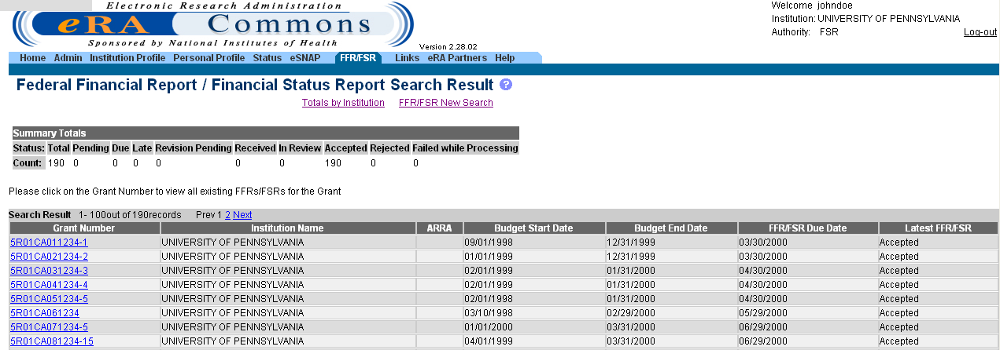 Electronic Research Administration
eRA Commons
Sponsored by National Institutes of Health
Version 2.28.02
Welcome johndoe
Institution: UNIVERSITY OF PENNSYLVANIA
Authority: FSR Log-out
Home Admin Institution Profile Personal Profile Status eSNAP FFR/FSR Links eRA Partners Help
Federal Financial Report / Financial Status Report Search Result ?
Totals by Institution FFR/FSR New Search
Summary Totals
Status: Total Pending Due Late Revision Pending Received In Review Accepted Rejected Failed while Processing
Count: 190 0 0 0 0 0 0 190 0 0
Please click on the Grant Number to view all existing FFRs/FSRs for the Grant
Search Result 1- 100out of 190records Prev 1 2 Next
Grant Number Institution Name ARRA Budget Start Date Budget End Date FFR/FSR Due Date Latest FFR/FSR
5R01CA011234-1 UNIVERSITY OF PENNSYLVANIA 09/01/1998 12/31/1999 03/30/2000 Accepted
5R01CA021234-2 UNIVERSITY OF PENNSYLVANIA 01/01/1999 12/31/1999 03/30/2000 Accepted
5R01CA031234-3 UNIVERSITY OF PENNSYLVANIA 02/01/1999 01/31/2000 04/30/2000 Accepted
5R01CA041234-4 UNIVERSITY OF PENNSYLVANIA 02/01/1999 01/31/2000 04/30/2000 Accepted
5R01CA051234-5 UNIVERSITY OF PENNSYLVANIA 02/01/1998 01/31/2000 04/30/2000 Accepted
5R01CA061234 UNIVERSITY OF PENNSYLVANIA 03/10/1998 02/29/2000 05/29/2000 Accepted
5R01CA071234-5 UNIVERSITY OF PENNSYLVANIA 01/01/2000 03/31/2000 06/29/2000 Accepted
5R01CA081234-15 UNIVERSITY OF PENNSYLVANIA 04/01/1999 03/31/2000 06/29/2000 Accepted